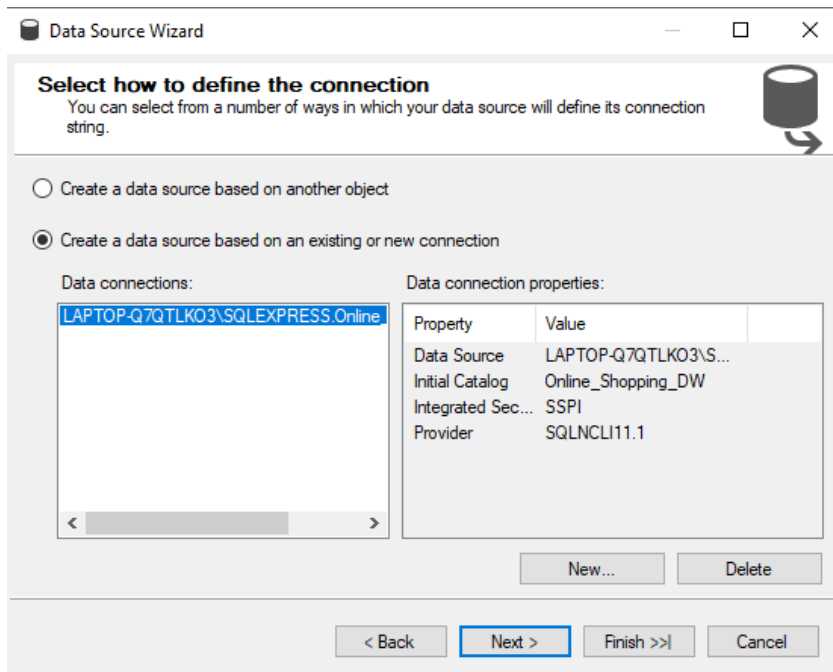 Data Source Wizard
Select how to define the connection
You can select from a number of ways in which your data source will define its connection
string.
Create a data source based on another object
Create a data source based on an existing or new connection
Data connections:
Data connection properties:
LAPTOP-Q7QTLKO3\SQLEXPRESS.Online_
Property Value
Data Source LAPTOP-Q7QTLKO3\S...
Initial Catalog Online_Shopping_DW
Integrated Sec... SSPI
Provider SQLNCLI11.1
New... Delete
< Back Next > Finish >>| Cancel